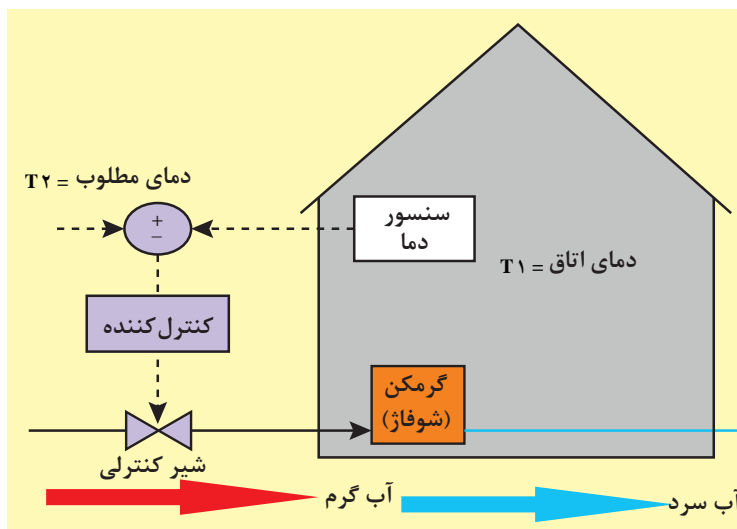 دمای مطلوب = T۲
+
−
سنسور
دما
دمای اتاق = T۱
کنترل‌کننده
گرمکن
(شوفاژ)
شیر کنترلی
آب گرم
آب سرد